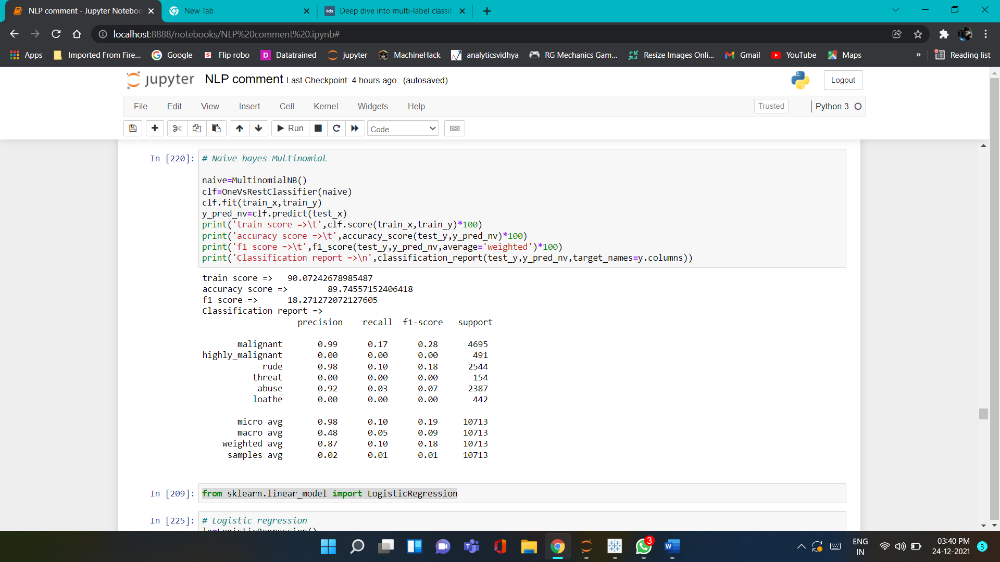 NLP comment - Jupyter Noteboo
New Tab
tds Deep dive into multi-label classif
localhost:8888/notebooks/NLP%20comment%20.ipynb#
Apps Imported From Fire... Google Flip robo D Datatrained jupyter MachineHack analyticsvidhya RG Mechanics Gam... Resize Images Onli... Gmail YouTube Maps » Reading list
jupyter NLP comment Last Checkpoint: 4 hours ago (autosaved) Logout
File Edit View Insert Cell Kernel Widgets Help Trusted Python 3
Run Code
In [220]: # Naive bayes Multinomial
naive=MultinomialNB()
clf=OneVsRestClassifier(naive)
clf.fit(train_x,train_y)
y_pred_nv=clf.predict(test_x)
print('train score =>\t',clf.score(train_x,train_y)*100)
print('accuracy score =>\t',accuracy_score(test_y,y_pred_nv)*100)
print('f1 score =>\t',f1_score(test_y,y_pred_nv,average='weighted')*100)
print('Classification report =>\n',classification_report(test_y,y_pred_nv,target_names=y.columns))
train score => 90.07242678985487
accuracy score => 89.74557152406418
f1 score => 18.271272072127605
Classification report =>
precision recall f1-score support
malignant 0.99 0.17 0.28 4695
highly_malignant 0.00 0.00 0.00 491
rude 0.98 0.10 0.18 2544
threat 0.00 0.00 0.00 154
abuse 0.92 0.03 0.07 2387
loathe 0.00 0.00 0.00 442
micro avg 0.98 0.10 0.19 10713
macro avg 0.48 0.05 0.09 10713
weighted avg 0.87 0.10 0.18 10713
samples avg 0.02 0.01 0.01 10713
In [209]: from sklearn.linear_model import LogisticRegression
In [225]: # Logistic regression
lg=LogisticRegression()
3
ENG
IN
03:40 PM
24-12-2021
3